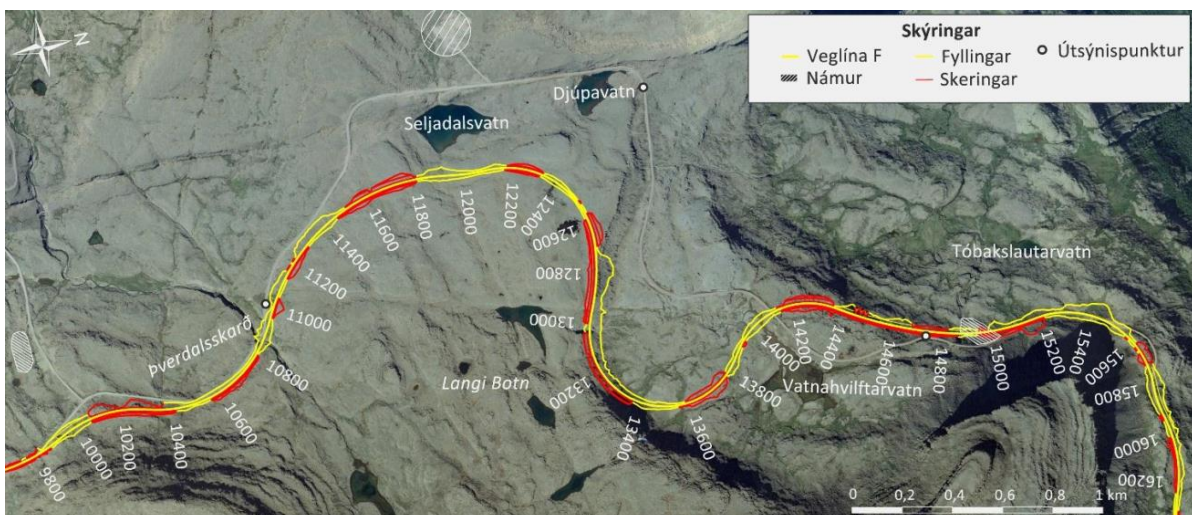 N
Skýringar
Veglína F
Fyllingar
Útsýnispunktur
Námur
Skeringar
Djúpavatn
Seljadalsvatn
Tóbakslautarvatn
Þverdalsskarð
Langi Botn
Vatnahvilftarvatn
9800
10000
10200
10400
10600
10800
11000
11200
11400
11600
11800
12000
12200
12400
12600
12800
13000
13200
13400
13600
13800
14000
14200
14400
14600
14800
15000
15200
15400
15600
15800
16000
16200
0 0,2 0,4 0,6 0,8 1 km